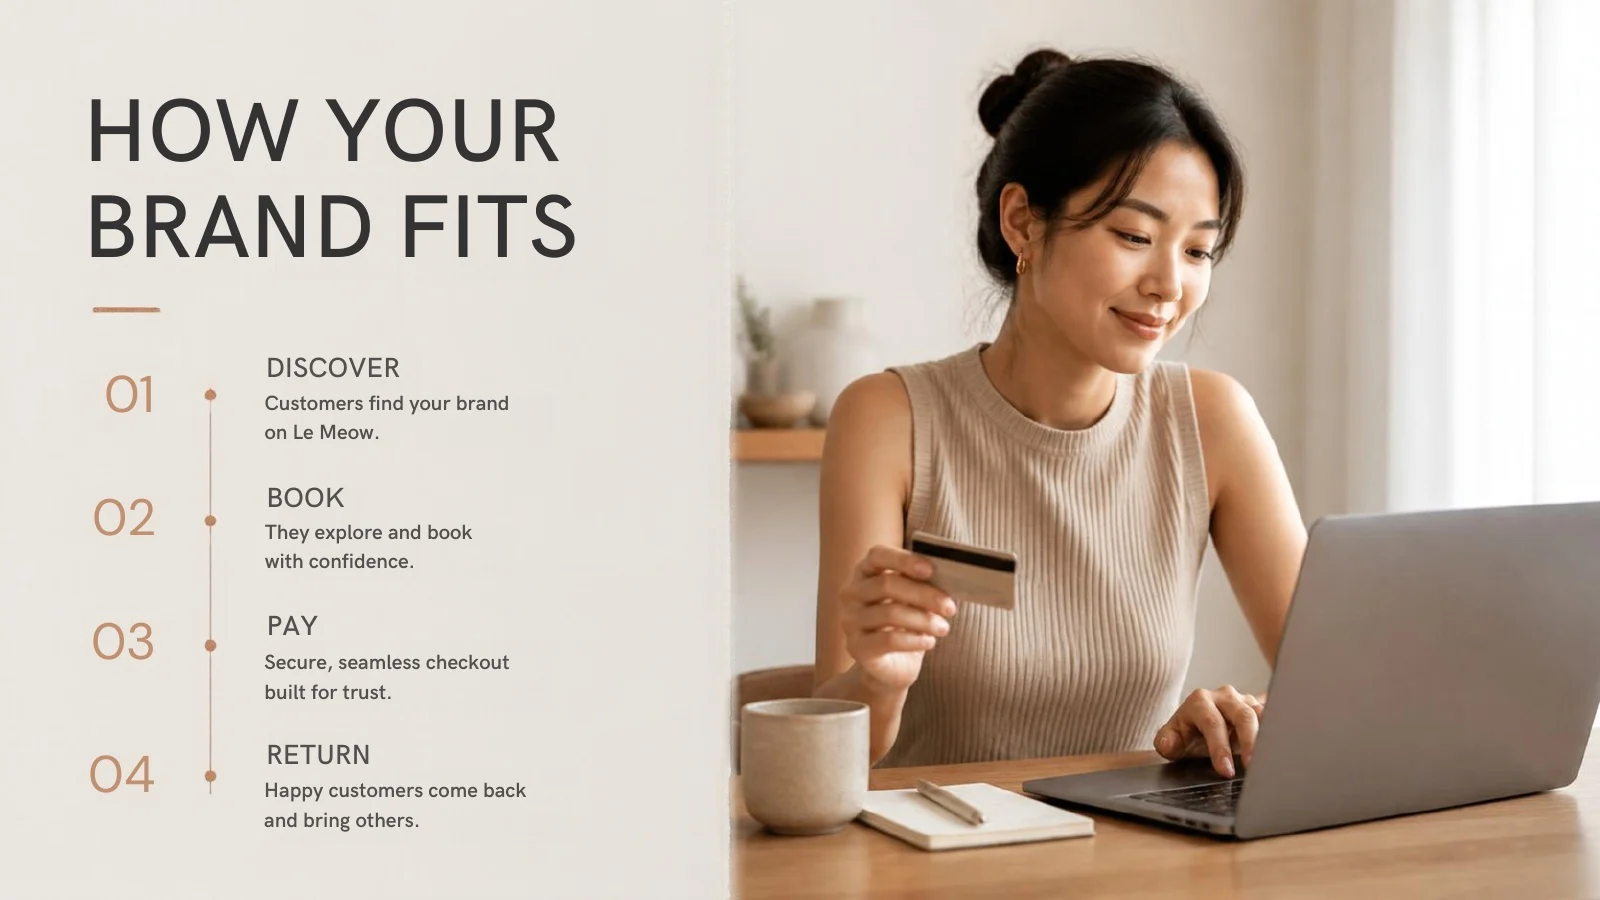 HOW YOUR
BRAND FITS
01
DISCOVER
Customers find your brand
on Le Meow.
02
BOOK
They explore and book
with confidence.
03
PAY
Secure, seamless checkout
built for trust.
04
RETURN
Happy customers come back
and bring others.